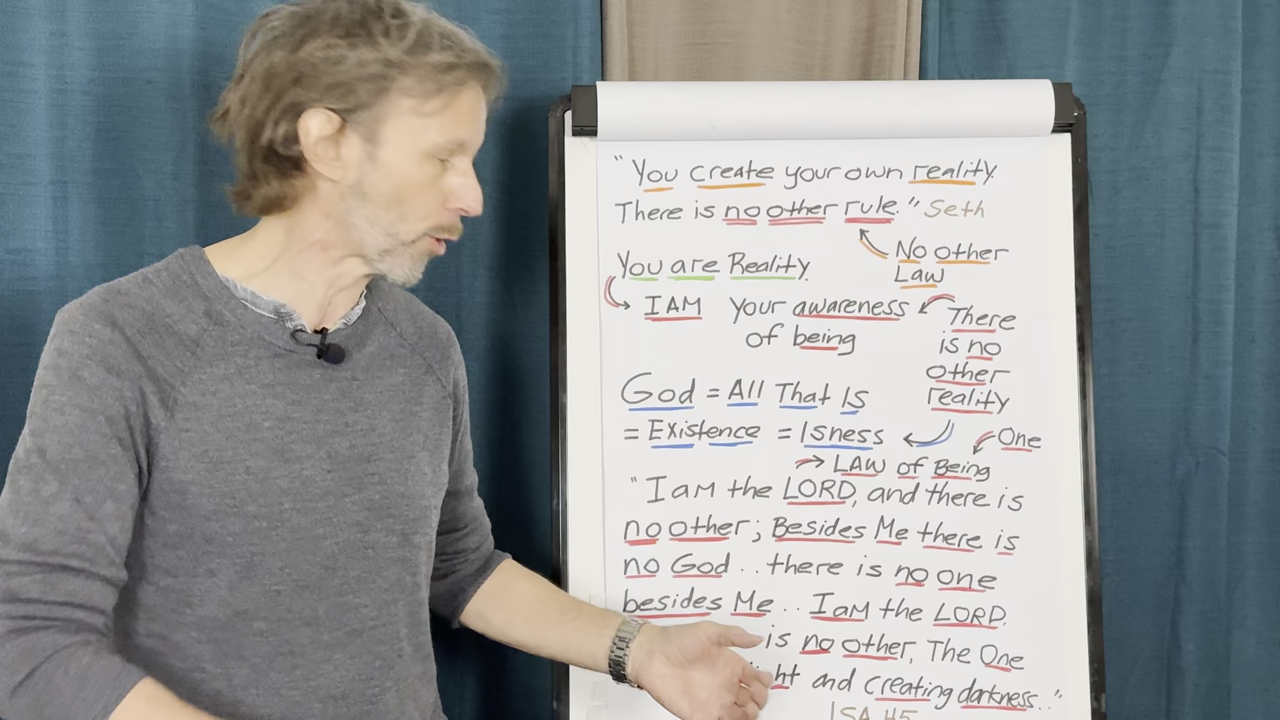 "You create your own reality.
There is no other rule." Seth
No other
Law
You are Reality.
I AM
your awareness
of being
There
is no
other
reality
God = All That Is
= Existence = Isness
One
LAW of Being
"I am the LORD, and there is
no other; Besides Me there is
no God.. there is no one
besides Me.. I am the LORD.
is no other, The One
and creating darkness.."
ISA 45